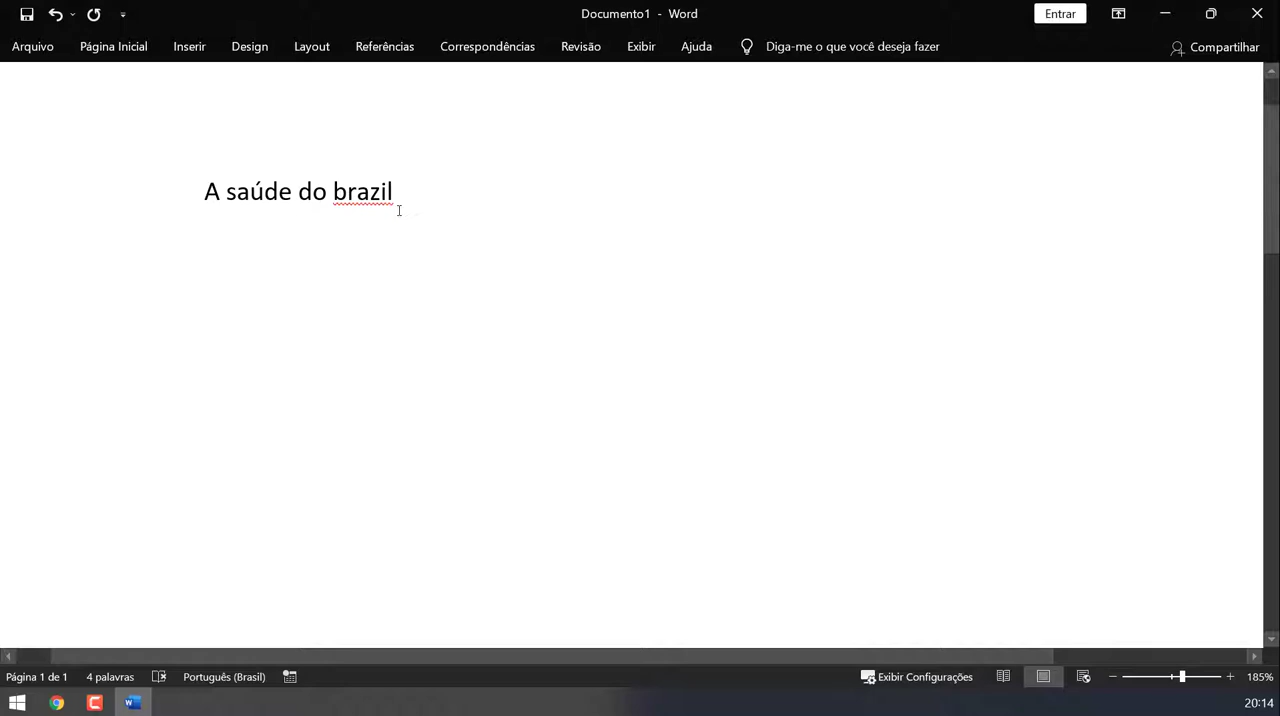 Documento1 - Word
Entrar
Arquivo Página Inicial Inserir Design Layout Referências Correspondências Revisão Exibir Ajuda Diga-me o que você deseja fazer Compartilhar
A saúde do brazil
Página 1 de 1 4 palavras Português (Brasil) Exibir Configurações 185%
20:14